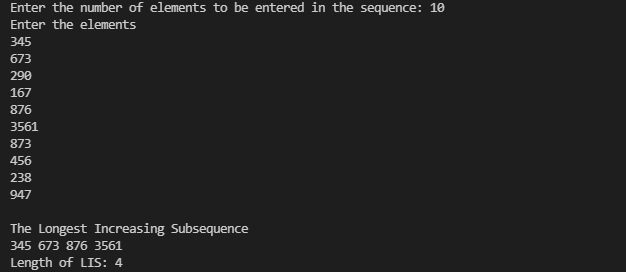 Enter the number of elements to be entered in the sequence: 10
Enter the elements
345
673
290
167
876
3561
873
456
238
947
The Longest Increasing Subsequence
345 673 876 3561
Length of LIS: 4